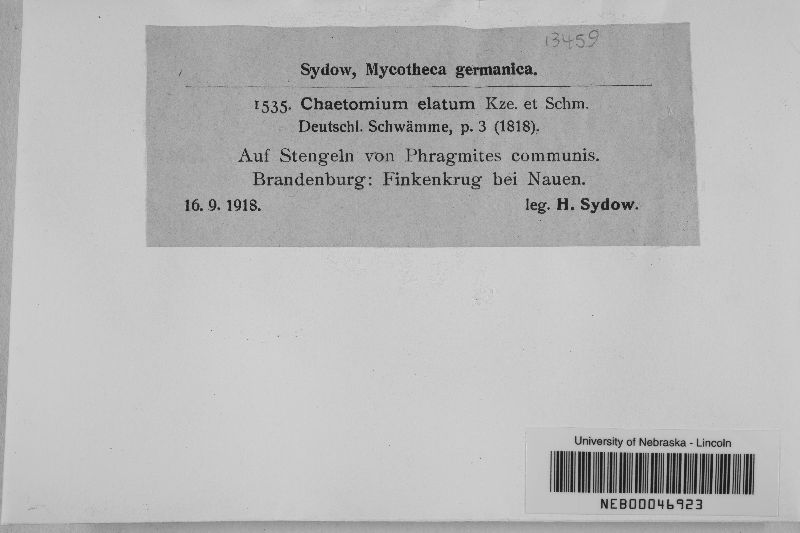 13459
Sydow, Mycotheca germanica.
1535. Chaetomium elatum Kze. et Schm.
Deutschl. Schwämme, p. 3 (1818).
Auf Stengeln von Phragmites communis.
Brandenburg: Finkenkrug bei Nauen.
16. 9. 1918. leg. H. Sydow.
University of Nebraska - Lincoln
NEB00046923